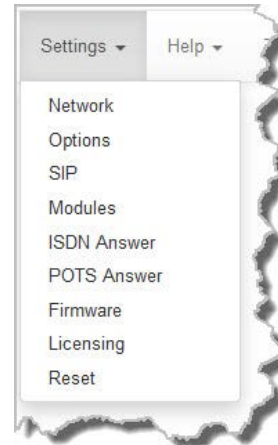 Settings Help
Network
Options
SIP
Modules
ISDN Answer
POTS Answer
Firmware
Licensing
Reset